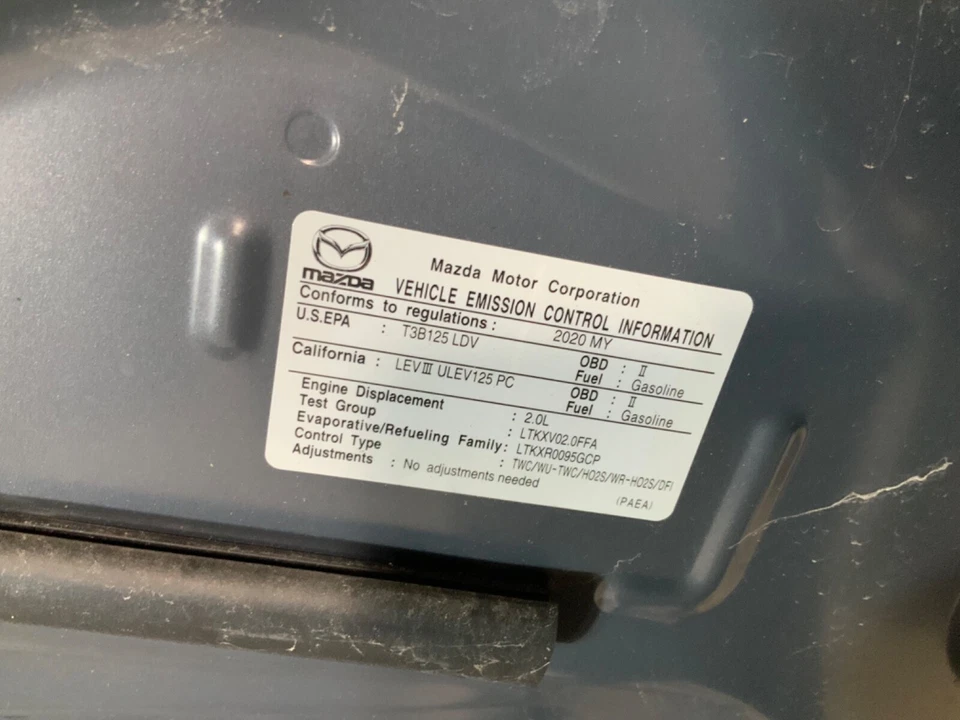 mazda
Mazda Motor Corporation
VEHICLE EMISSION CONTROL INFORMATION
Conforms to regulations: 2020 MY
U.S.EPA : T3B125 LDV OBD : II
Fuel : Gasoline
California : LEVIII ULEV125 PC OBD : II
Fuel : Gasoline
Engine Displacement : 2.0L
Test Group : LTKXV02.0FFA
Evaporative/Refueling Family: LTKXR0095GCP
Control Type : TWC/WU-TWC/HO2S/WR-HO2S/DFI
Adjustments : No adjustments needed
(PAEA)